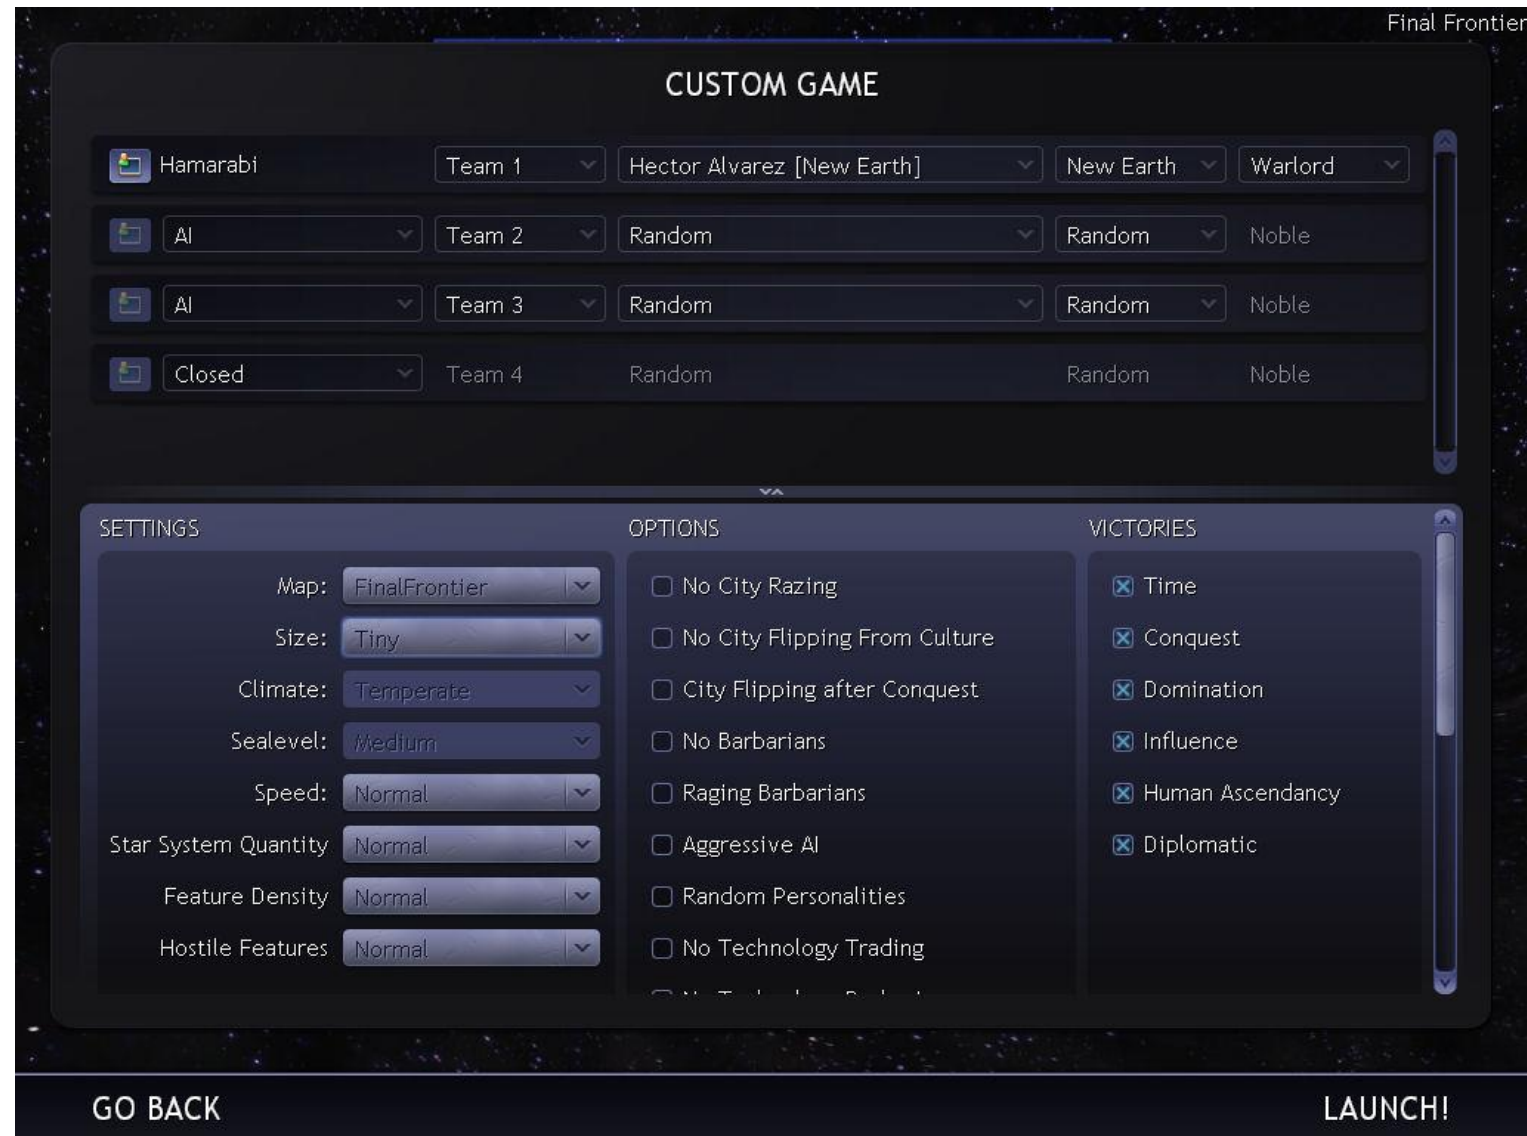 Final Frontier
CUSTOM GAME
Hamarabi Team 1 Hector Alvarez [New Earth] New Earth Warlord
AI Team 2 Random Random Noble
AI Team 3 Random Random Noble
Closed Team 4 Random Random Noble
SETTINGS
Map: FinalFrontier
Size: Tiny
Climate: Temperate
Sealevel: Medium
Speed: Normal
Star System Quantity Normal
Feature Density Normal
Hostile Features Normal
OPTIONS
No City Razing
No City Flipping From Culture
City Flipping after Conquest
No Barbarians
Raging Barbarians
Aggressive AI
Random Personalities
No Technology Trading
VICTORIES
Time
Conquest
Domination
Influence
Human Ascendancy
Diplomatic
GO BACK
LAUNCH!